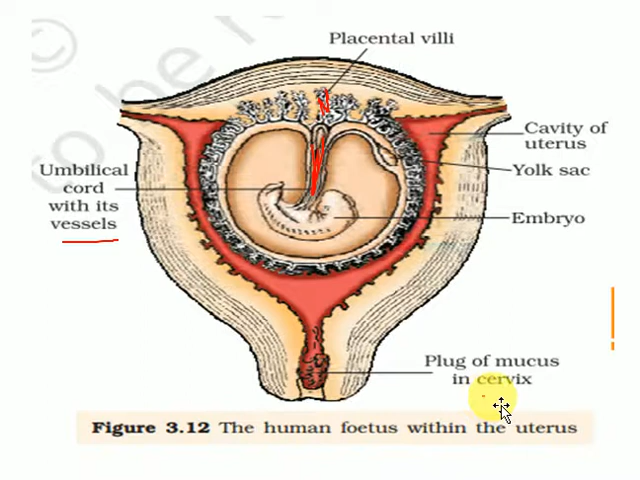 Placental villi
Cavity of
uterus
Yolk sac
Umbilical
cord
with its
vessels
Embryo
Plug of mucus
in cervix
Figure 3.12 The human foetus within the uterus